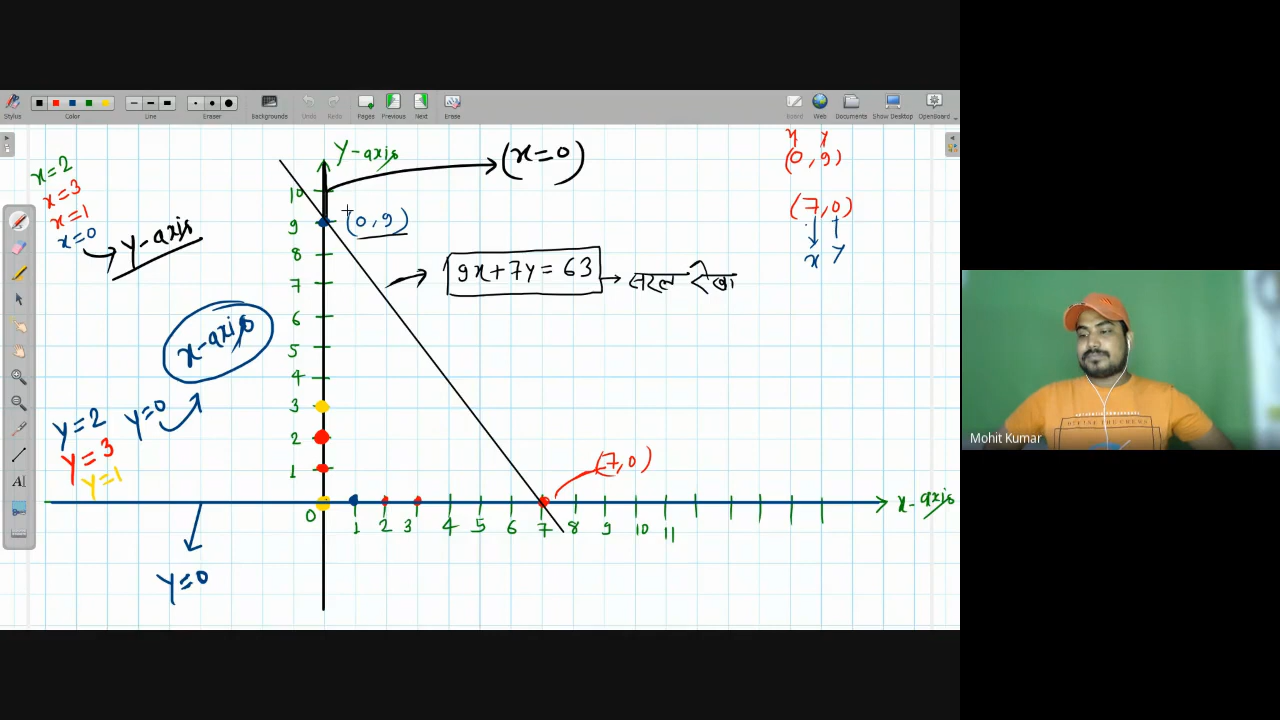 Stylus
Color
Line
Eraser
Backgrounds
Undo
Redo
Pages
Previous
Next
Erase
Board
Web
Documents
Show Desktop
OpenBoard
x=2
x=3
x=1
x=0
Y-axis
Y-axis
(x=0)
x y
(0,9)
(7,0)
x y
(0,9)
9x+7y=63
सरल रेखा
x-axis
y=0
y=2
y=3
y=1
10
9
8
7
6
5
4
3
2
1
0
1 2 3 4 5 6 7 8 9 10 11
(7,0)
x-axis
y=0
Mohit Kumar